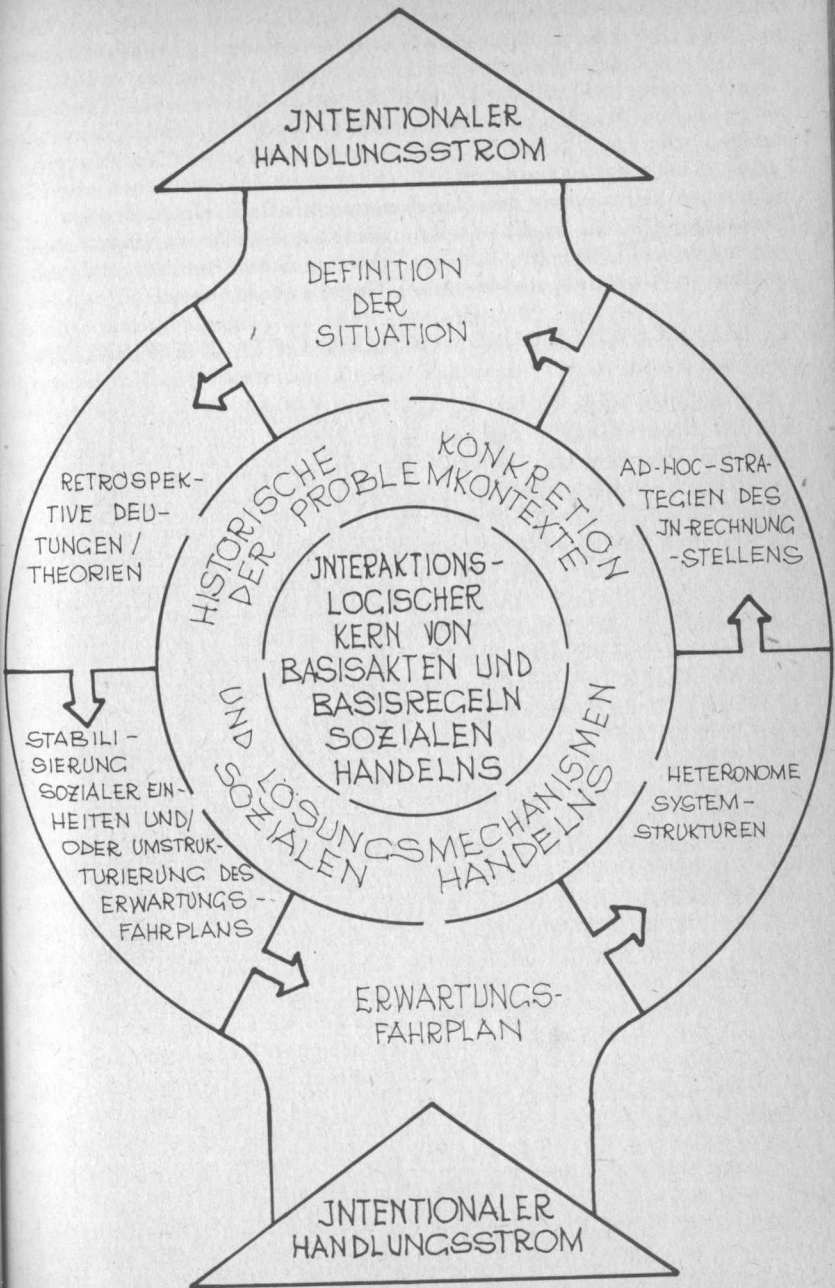 JNTENTIONALER
HANDLUNGSSTROM
DEFINITION
DER
SITUATION
RETROSPEK-
TIVE DEU-
TUNGEN/
THEORIEN
HISTORISCHE KONKRETION
DER PROBLEMKONTEXTE
AD-HOC-STRA-
TEGIEN DES
JN-RECHNUNG
-STELLENS
JNTERAKTIONS-
LOGISCHER
KERN VON
BASISAKTEN UND
BASISREGELN
SOZIALEN
HANDELNS
UND LÖSUNGSMECHANISMEN
SOZIALEN HANDELNS
STABILI-
SIERUNG
SOZIALER EIN-
HEITEN UND/
ODER UMSTRUK-
TURIERUNG DES
ERWARTUNGS-
FAHRPLANS
HETERONOME
SYSTEM-
STRUKTUREN
ERWARTUNGS-
FAHRPLAN
JNTENTIONALER
HANDLUNGSSTROM